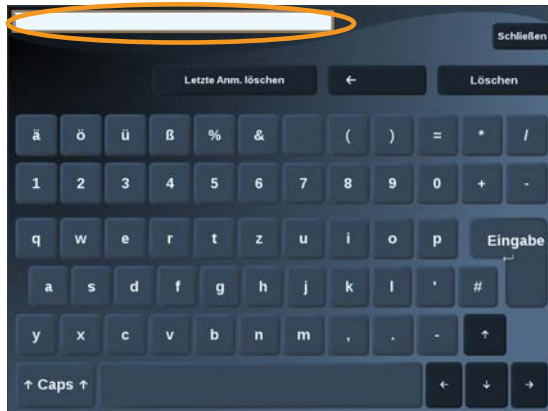 Schließen
Letzte Anm. löschen ← Löschen
ä ö ü ß % & ( ) = * /
1 2 3 4 5 6 7 8 9 0 + -
q w e r t z u i o p Eingabe ↵
a s d f g h j k l ' #
y x c v b n m , . - ↑
↑ Caps ↑ ← ↓ →